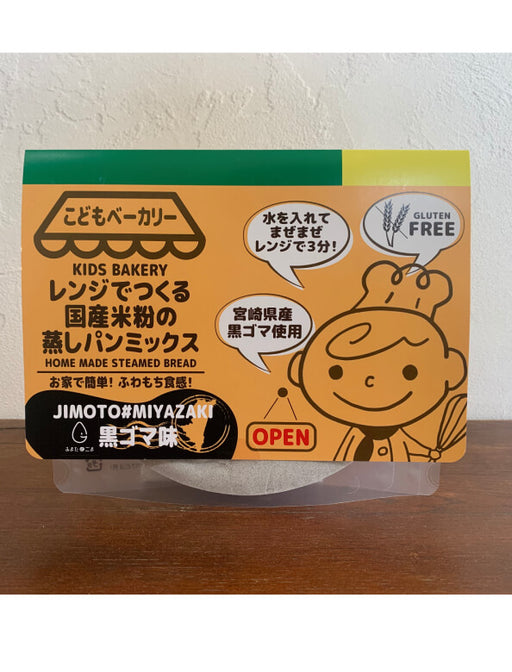 こどもベーカリー
KIDS BAKERY
レンジでつくる
国産米粉の
蒸しパンミックス
HOME MADE STEAMED BREAD
お家で簡単！ふわもち食感！
JIMOTO#MIYAZAKI
黒ゴマ味
水を入れて
まぜまぜ
レンジで3分！
GLUTEN
FREE
宮崎県産
黒ゴマ使用
OPEN